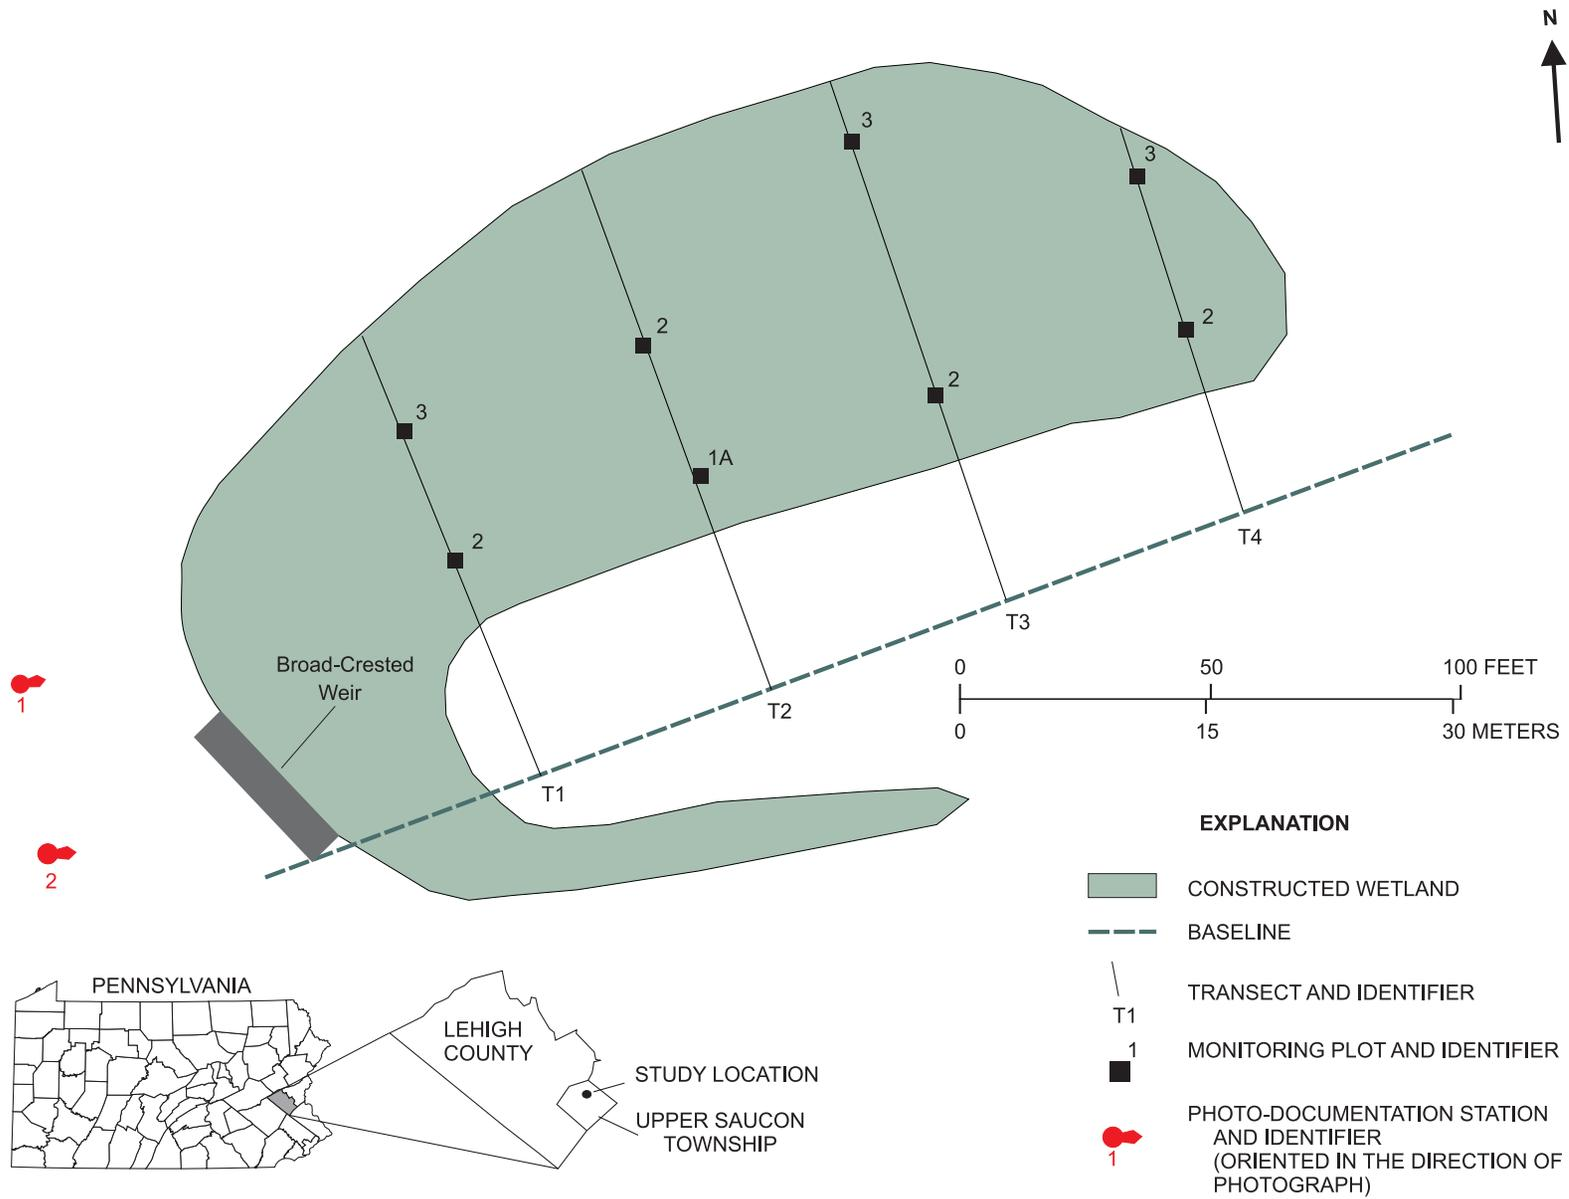 N
3
3
2
2
2
3
1A
2
T4
T3
Broad-Crested
Weir
1
0 50 100 FEET
0 15 30 METERS
T2
T1
2
EXPLANATION
CONSTRUCTED WETLAND
BASELINE
TRANSECT AND IDENTIFIER
T1
1
MONITORING PLOT AND IDENTIFIER
PHOTO-DOCUMENTATION STATION
AND IDENTIFIER
(ORIENTED IN THE DIRECTION OF
PHOTOGRAPH)
1
PENNSYLVANIA
LEHIGH
COUNTY
STUDY LOCATION
UPPER SAUCON
TOWNSHIP